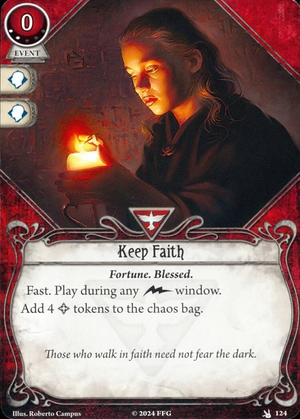 0
EVENT
Keep Faith
Fortune. Blessed.
Fast. Play during any window.
Add 4 tokens to the chaos bag.
Those who walk in faith need not fear the dark.
Illus. Roberto Campus
© 2024 FFG
124